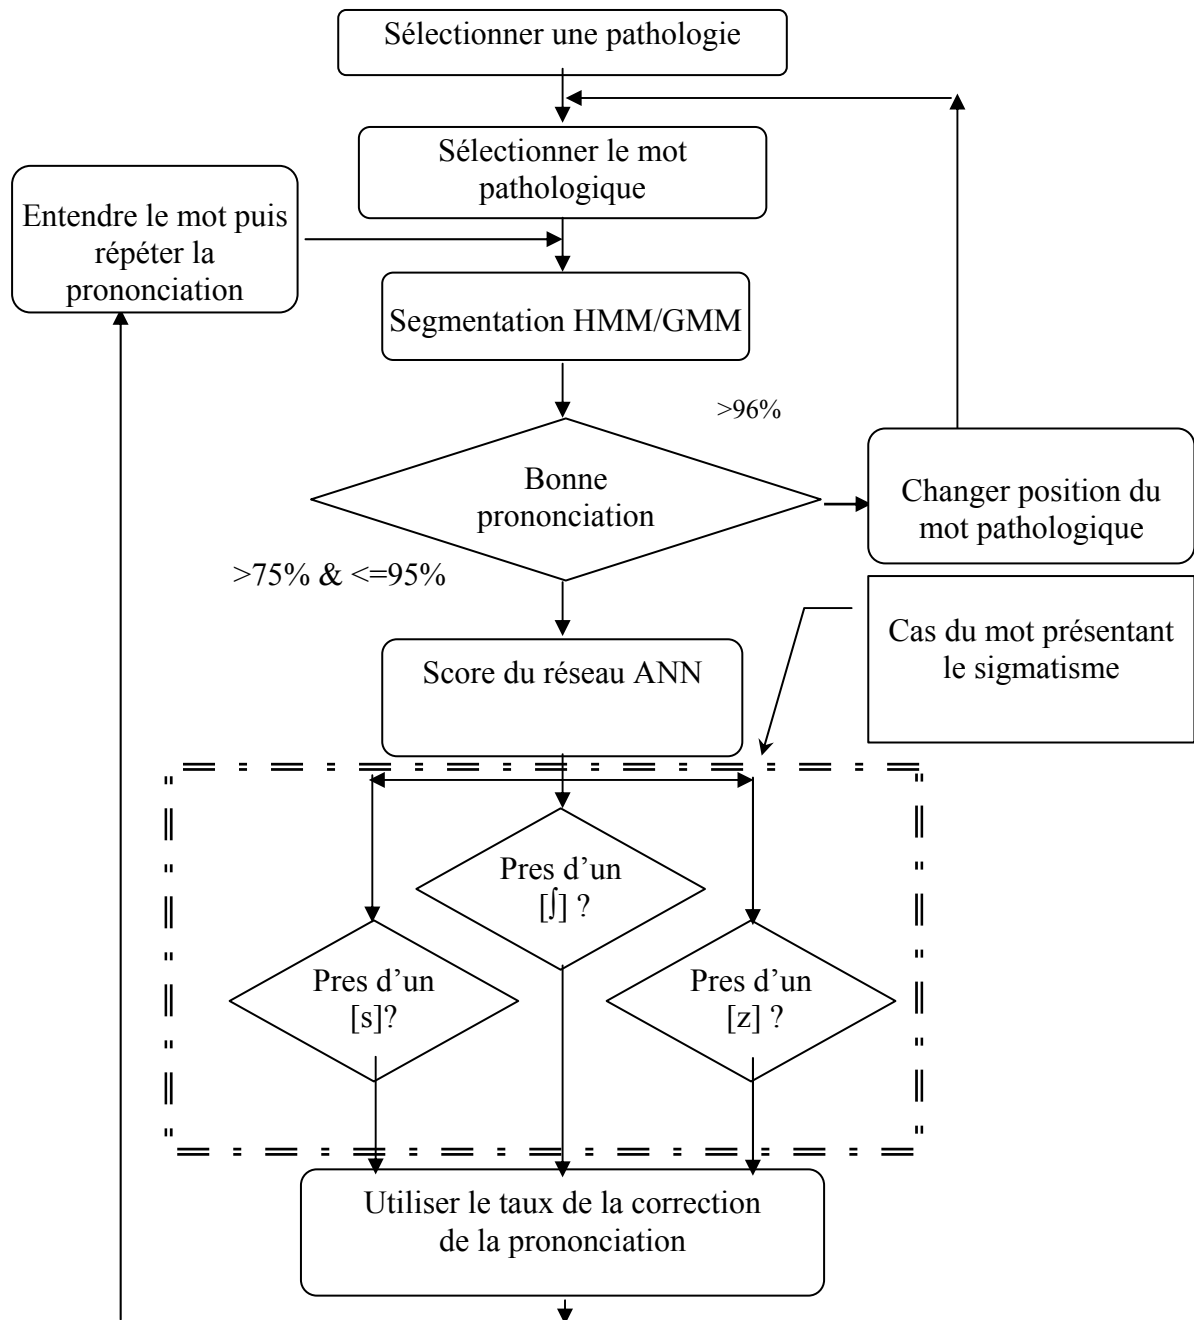 Sélectionner une pathologie
Sélectionner le mot
pathologique
Entendre le mot puis
répéter la
prononciation
Segmentation HMM/GMM
>96%
Bonne
prononciation
Changer position du
mot pathologique
>75% & <=95%
Cas du mot présentant
le sigmatisme
Score du réseau ANN
Pres d’un
[ʃ] ?
Pres d’un
[s]?
Pres d’un
[z] ?
Utiliser le taux de la correction
de la prononciation